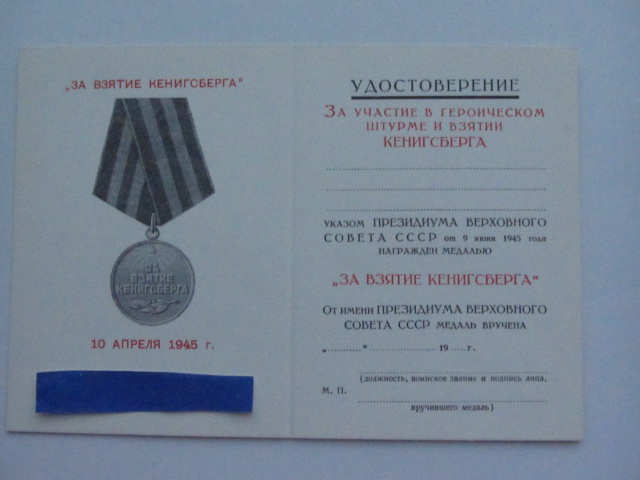 „ЗА ВЗЯТИЕ КЕНИГСБЕРГА"
ЗА
ВЗЯТИЕ
КЕНИГСБЕРГА
10 АПРЕЛЯ 1945 г.
УДОСТОВЕРЕНИЕ
ЗА УЧАСТИЕ В ГЕРОИЧЕСКОМ
ШТУРМЕ И ВЗЯТИИ
КЕНИГСБЕРГА
УКАЗОМ ПРЕЗИДИУМА ВЕРХОВНОГО
СОВЕТА СССР от 9 июня 1945 года
НАГРАЖДЕН МЕДАЛЬЮ
„ЗА ВЗЯТИЕ КЕНИГСБЕРГА"
От имени ПРЕЗИДИУМА ВЕРХОВНОГО
СОВЕТА СССР МЕДАЛЬ ВРУЧЕНА
„..........." ..................... 19 ..... г.
(должность, воинское звание и подпись лица,
М. П.
вручившего медаль)